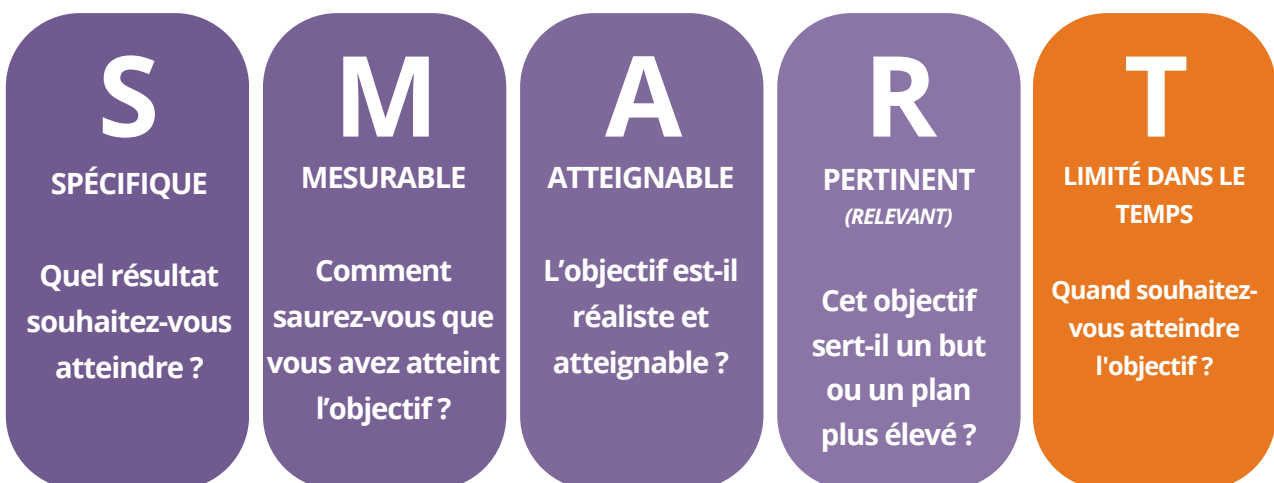 S
SPÉCIFIQUE
Quel résultat
souhaitez-vous
atteindre ?
M
MESURABLE
Comment
saurez-vous que
vous avez atteint
l’objectif ?
A
ATTEIGNABLE
L’objectif est-il
réaliste et
atteignable ?
R
PERTINENT
(RELEVANT)
Cet objectif
sert-il un but
ou un plan
plus élevé ?
T
LIMITÉ DANS LE
TEMPS
Quand souhaitez-
vous atteindre
l'objectif ?